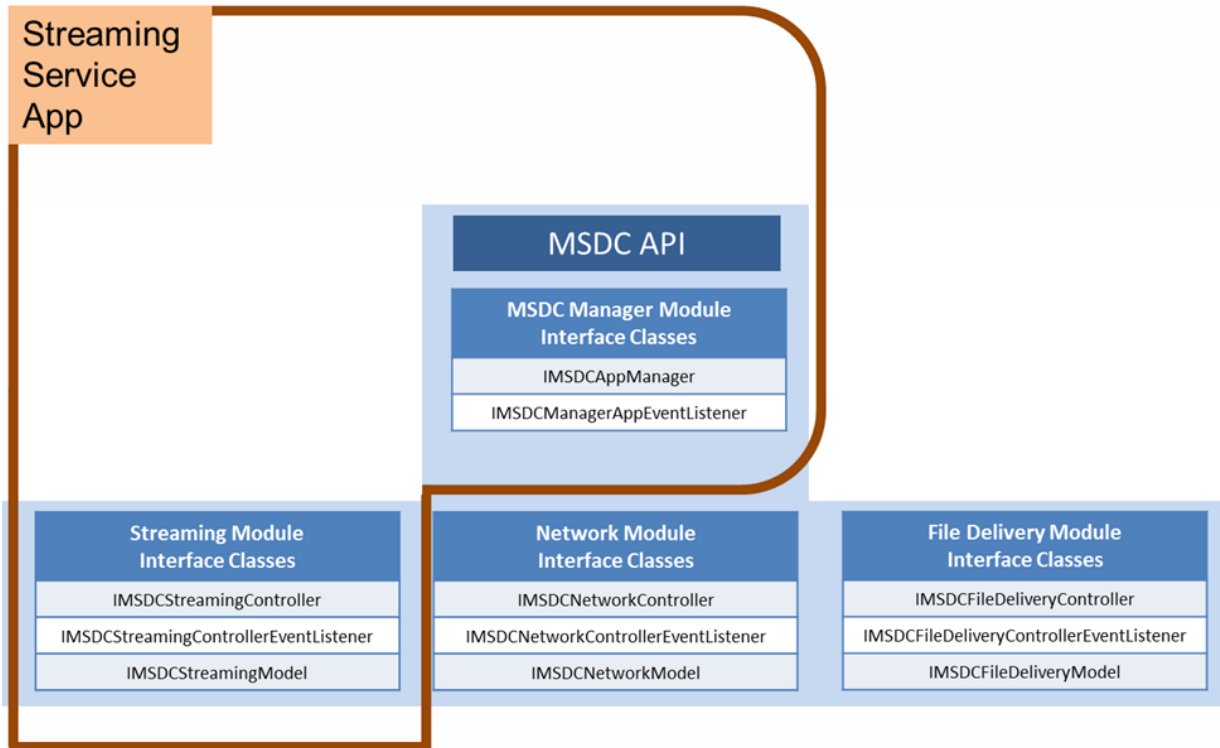 Streaming
Service
App
MSDC API
MSDC Manager Module
Interface Classes
IMSDCAppManager
IMSDCManagerAppEventListener
Streaming Module
Interface Classes
IMSDCStreamingController
IMSDCStreamingControllerEventListener
IMSDCStreamingModel
Network Module
Interface Classes
IMSDCNetworkController
IMSDCNetworkControllerEventListener
IMSDCNetworkModel
File Delivery Module
Interface Classes
IMSDCFileDeliveryController
IMSDCFileDeliveryControllerEventListener
IMSDCFileDeliveryModel